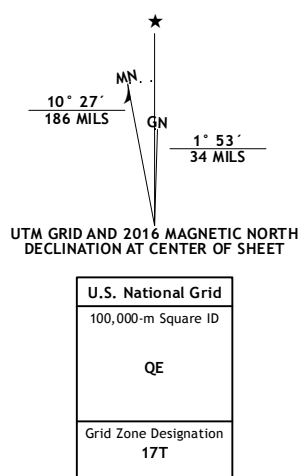 ★
MN
10° 27´
186 MILS
GN
1° 53´
34 MILS
UTM GRID AND 2016 MAGNETIC NORTH
DECLINATION AT CENTER OF SHEET
U.S. National Grid
100,000-m Square ID
QE
Grid Zone Designation
17T